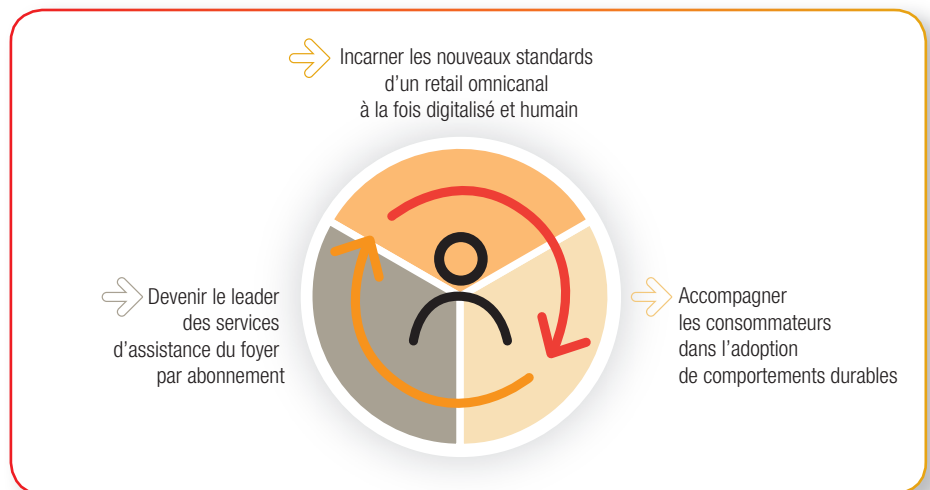 Incarner les nouveaux standards
d’un retail omnicanal
à la fois digitalisé et humain
Devenir le leader
des services
d’assistance du foyer
par abonnement
Accompagner
les consommateurs
dans l’adoption
de comportements durables